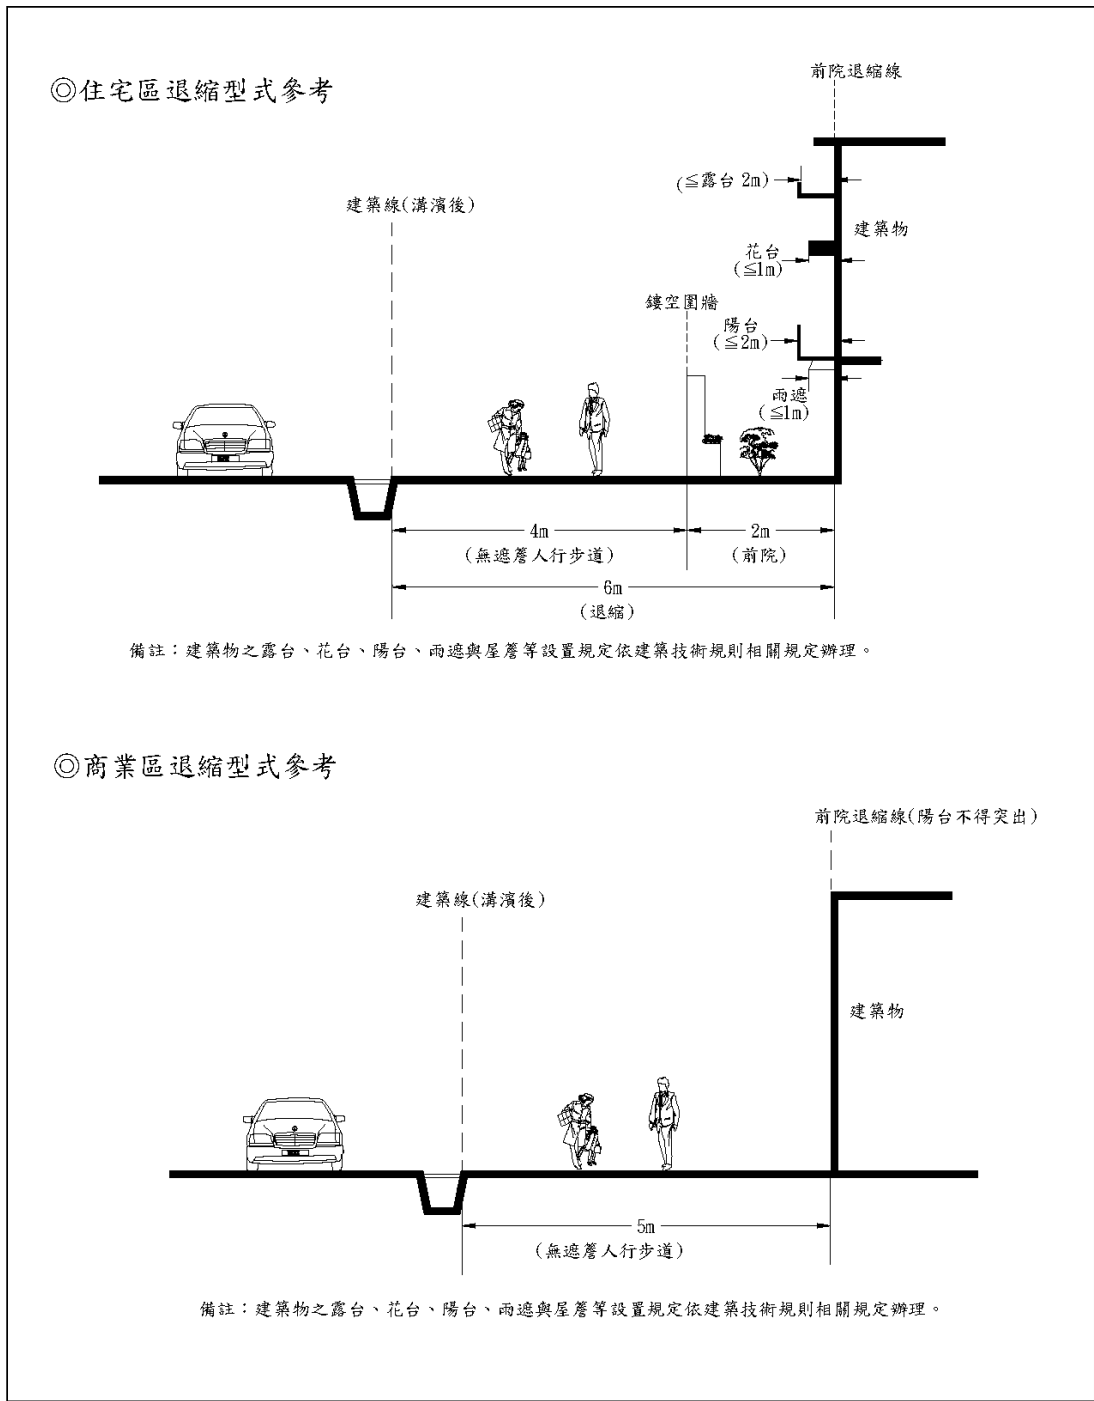 ◎住宅區退縮型式參考
前院退縮線
(≦露台 2m)
建築線(溝濱後)
建築物
花台
(≦1m)
鏤空圍牆
陽台
(≦2m)
雨遮
(≦1m)
4m
2m
(無遮簷人行步道)
(前院)
6m
(退縮)
備註：建築物之露台、花台、陽台、雨遮與屋簷等設置規定依建築技術規則相關規定辦理。
◎商業區退縮型式參考
前院退縮線(陽台不得突出)
建築線(溝濱後)
建築物
5m
(無遮簷人行步道)
備註：建築物之露台、花台、陽台、雨遮與屋簷等設置規定依建築技術規則相關規定辦理。